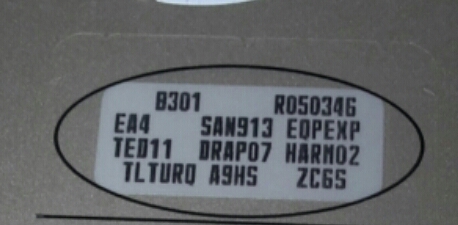 B301 R050346
EA4 SAN913 EQPEXP
TED11 DRAP07 HARM02
TLTURQ A9HS ZC6S